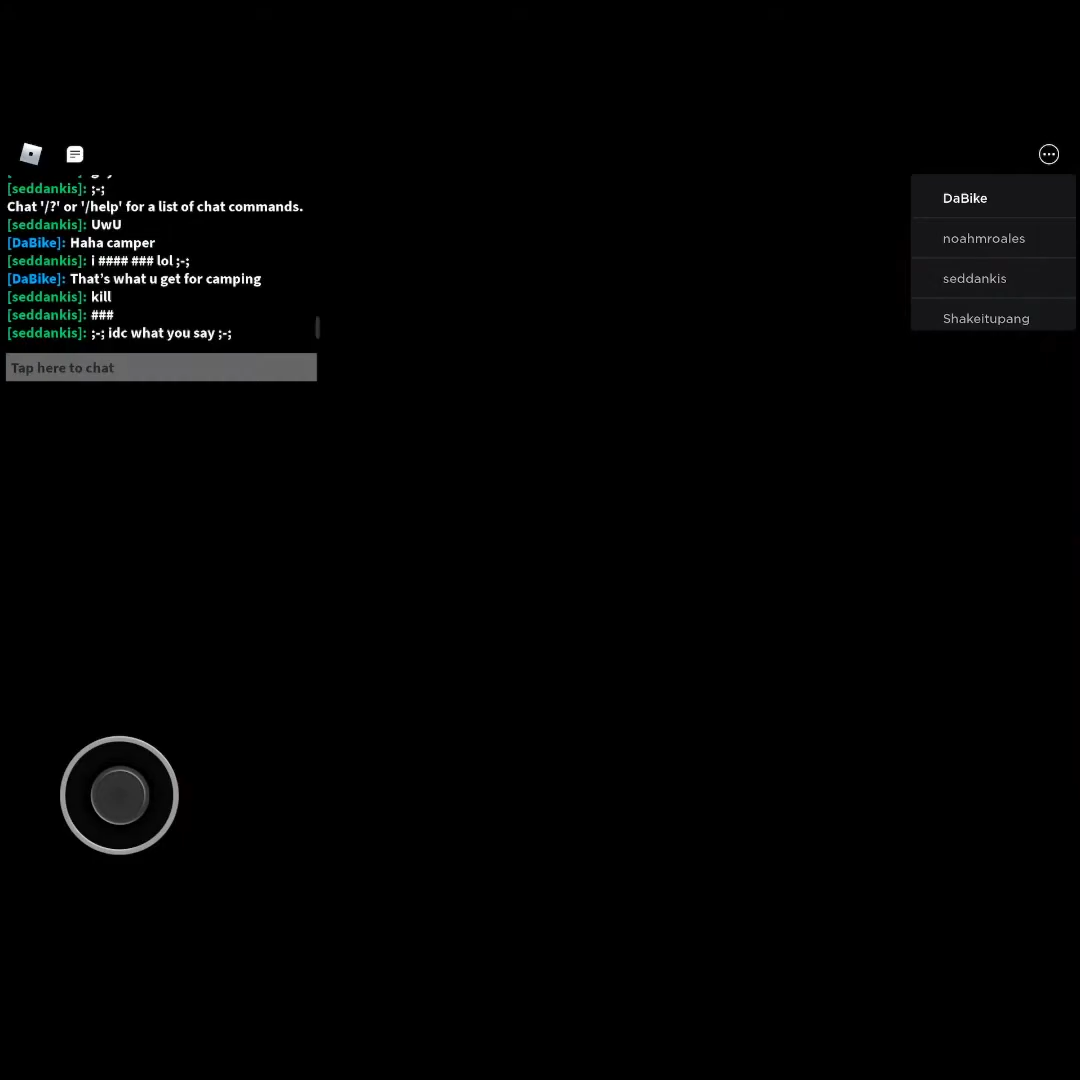 [seddankis]: ;-;
Chat '/?' or '/help' for a list of chat commands.
[seddankis]: UwU
[DaBike]: Haha camper
[seddankis]: i #### ### lol ;-;
[DaBike]: That’s what u get for camping
[seddankis]: kill
[seddankis]: ###
[seddankis]: ;-; idc what you say ;-;
Tap here to chat
DaBike
noahmroales
seddankis
Shakeitupang